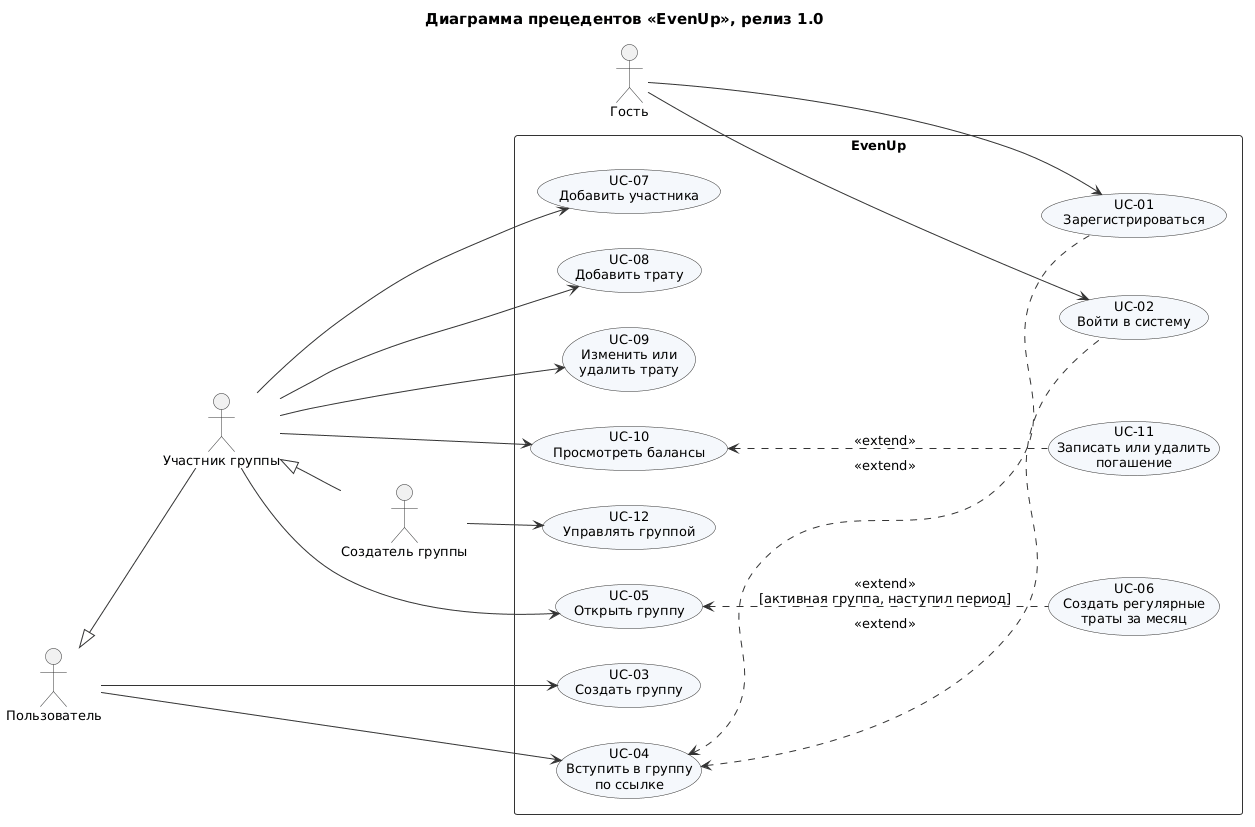 Диаграмма прецедентов «EvenUp», релиз 1.0
Гость
EvenUp
UC-07
Добавить участника
UC-01
Зарегистрироваться
UC-08
Добавить трату
UC-02
Войти в систему
UC-09
Изменить или
удалить трату
UC-10
Просмотреть балансы
«extend»
«extend»
UC-11
Записать или удалить
погашение
Участник группы
Создатель группы
UC-12
Управлять группой
UC-05
Открыть группу
«extend»
[активная группа, наступил период]
«extend»
UC-06
Создать регулярные
траты за месяц
Пользователь
UC-03
Создать группу
UC-04
Вступить в группу
по ссылке